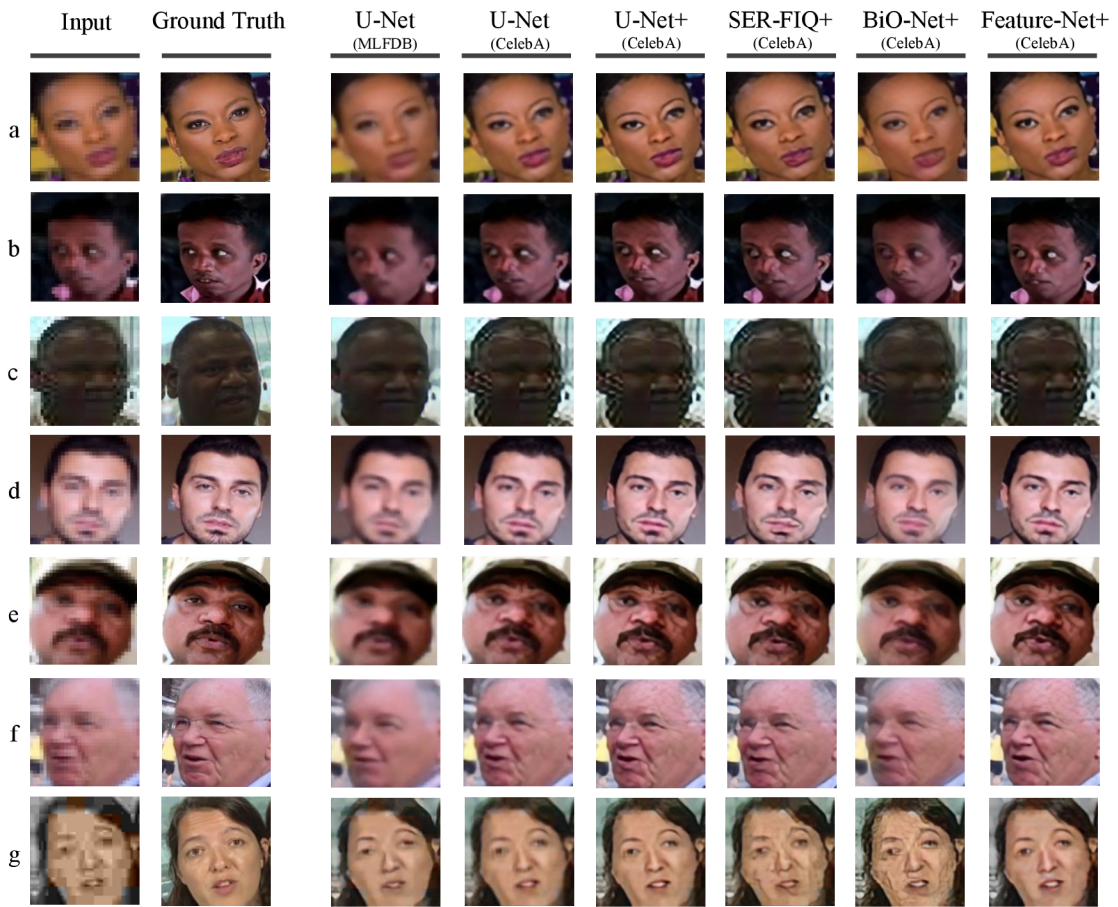 Input Ground Truth U-Net U-Net U-Net+ SER-FIQ+ BiO-Net+ Feature-Net+
(MLFDB) (CelebA) (CelebA) (CelebA) (CelebA) (CelebA)
a
b
c
d
e
f
g